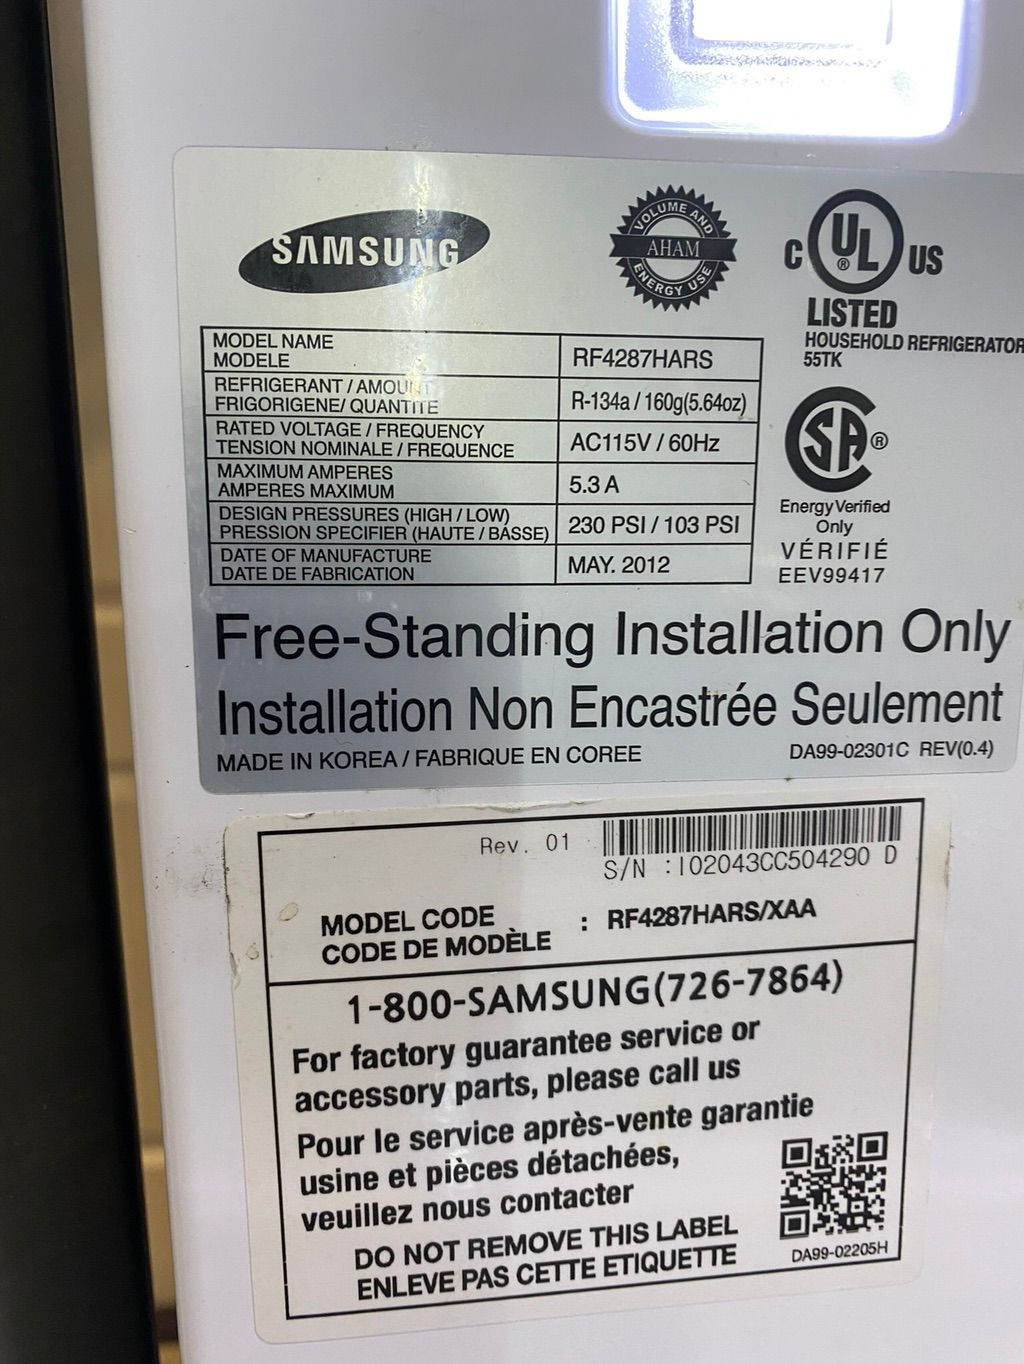 SAMSUNG
VOLUME AND
AHAM
ENERGY USE
C UL® US
LISTED
HOUSEHOLD REFRIGERATOR
55TK
MODEL NAME
MODELE
RF4287HARS
REFRIGERANT / AMOUNT
FRIGORIGENE/ QUANTITE
R-134a / 160g(5.64oz)
RATED VOLTAGE / FREQUENCY
TENSION NOMINALE / FREQUENCE
AC115V / 60Hz
MAXIMUM AMPERES
AMPERES MAXIMUM
5.3 A
DESIGN PRESSURES (HIGH / LOW)
PRESSION SPECIFIER (HAUTE / BASSE)
230 PSI / 103 PSI
DATE OF MANUFACTURE
DATE DE FABRICATION
MAY. 2012
SA®
Energy Verified
Only
VÉRIFIÉ
EEV99417
Free-Standing Installation Only
Installation Non Encastrée Seulement
MADE IN KOREA / FABRIQUE EN COREE
DA99-02301C REV(0.4)
Rev. 01
S/N :I02043CC504290 D
MODEL CODE
CODE DE MODÈLE
: RF4287HARS/XAA
1-800-SAMSUNG(726-7864)
For factory guarantee service or
accessory parts, please call us
Pour le service après-vente garantie
usine et pièces détachées,
veuillez nous contacter
DO NOT REMOVE THIS LABEL
ENLEVE PAS CETTE ETIQUETTE
DA99-02205H